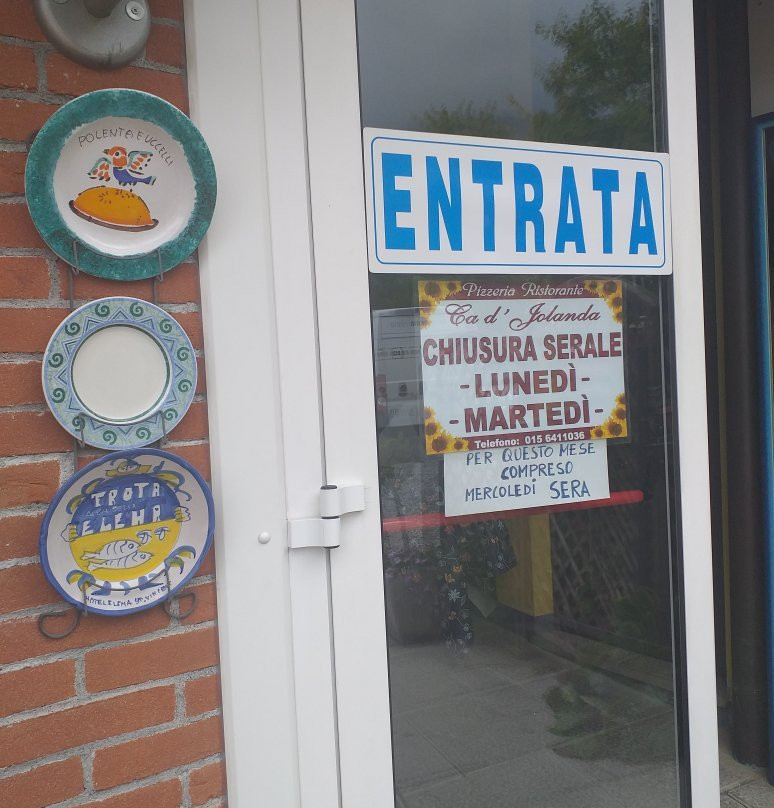 POLENTA E UCCELLI
TROTA
ELENA
ENTRATA
Pizzeria Ristorante
Ca d' Jolanda
CHIUSURA SERALE
- LUNEDÌ -
- MARTEDÌ -
Telefono: 015 6411036
PER QUESTO MESE
COMPRESO
MERCOLEDÌ SERA